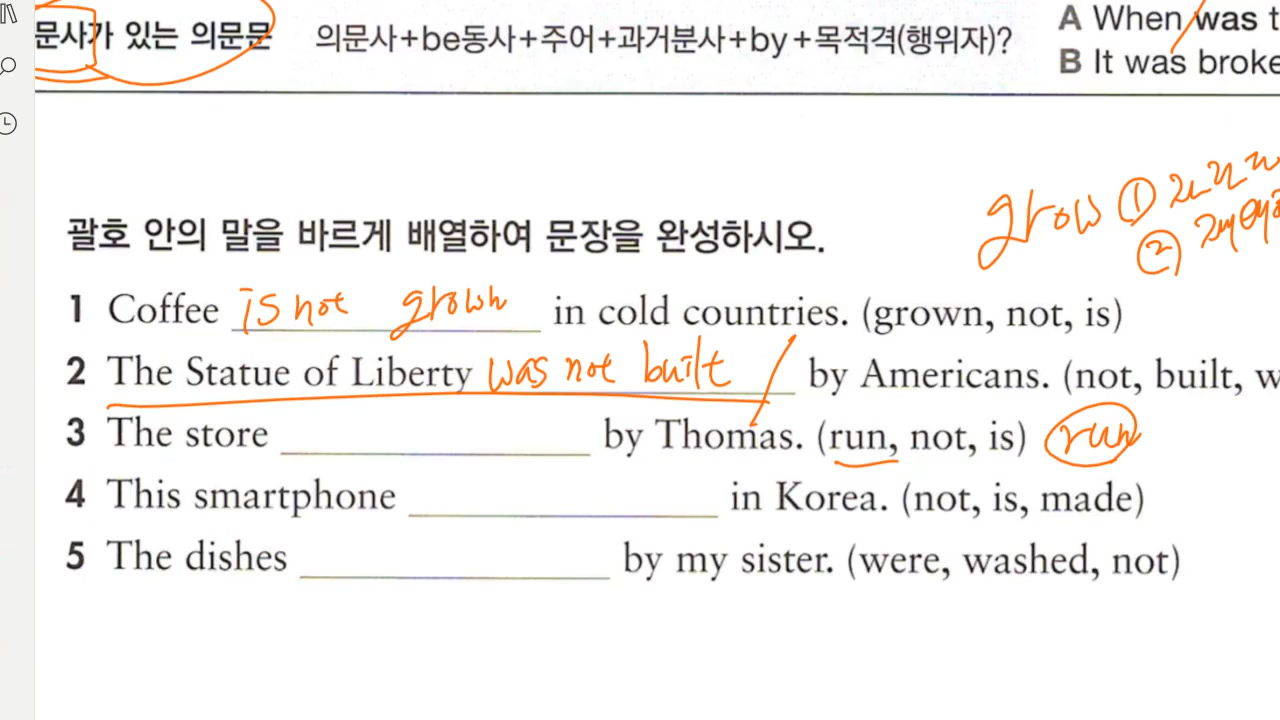 문사가 있는 의문문 의문사+be동사+주어+과거분사+by+목적격(행위자)? A When was t
B It was broke
grow ① ②
괄호 안의 말을 바르게 배열하여 문장을 완성하시오.
1 Coffee is not grown in cold countries. (grown, not, is)
2 The Statue of Liberty was not built by Americans. (not, built, w
3 The store by Thomas. (run, not, is) run
4 This smartphone in Korea. (not, is, made)
5 The dishes by my sister. (were, washed, not)